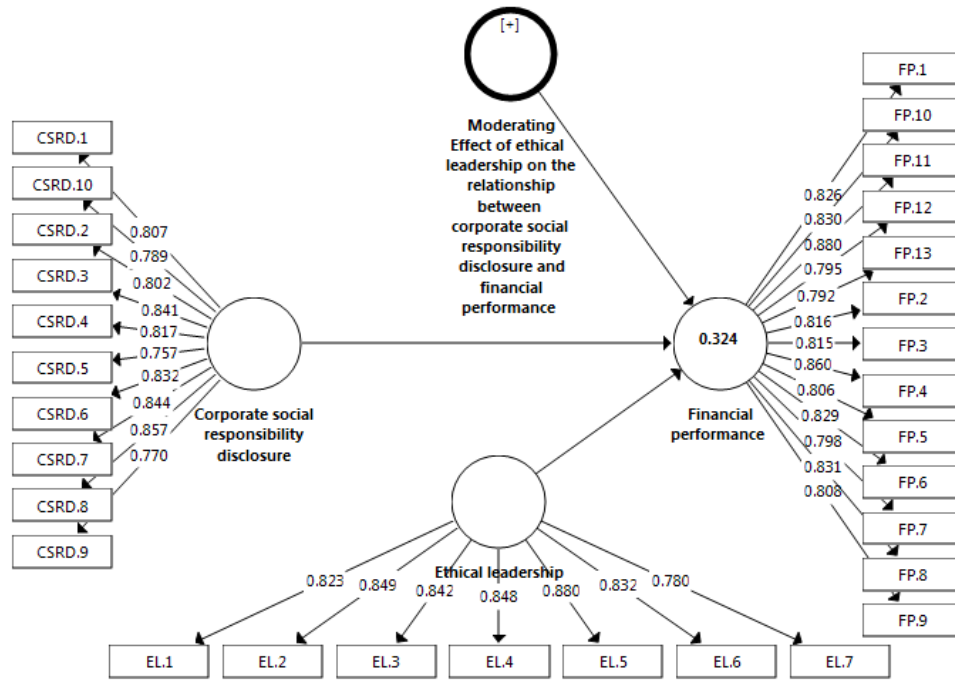 [+]
Moderating
Effect of ethical
leadership on the
relationship
between
corporate social
responsibility
disclosure and
financial
performance
CSRD.1
CSRD.10
CSRD.2
CSRD.3
CSRD.4
CSRD.5
CSRD.6
CSRD.7
CSRD.8
CSRD.9
0.807
0.789
0.802
0.841
0.817
0.757
0.832
0.844
0.857
0.770
Corporate social
responsibility
disclosure
0.324
Financial
performance
0.826
0.830
0.880
0.795
0.792
0.816
0.815
0.860
0.806
0.829
0.798
0.831
0.808
FP.1
FP.10
FP.11
FP.12
FP.13
FP.2
FP.3
FP.4
FP.5
FP.6
FP.7
FP.8
FP.9
Ethical leadership
0.823
0.849
0.842
0.848
0.880
0.832
0.780
EL.1
EL.2
EL.3
EL.4
EL.5
EL.6
EL.7